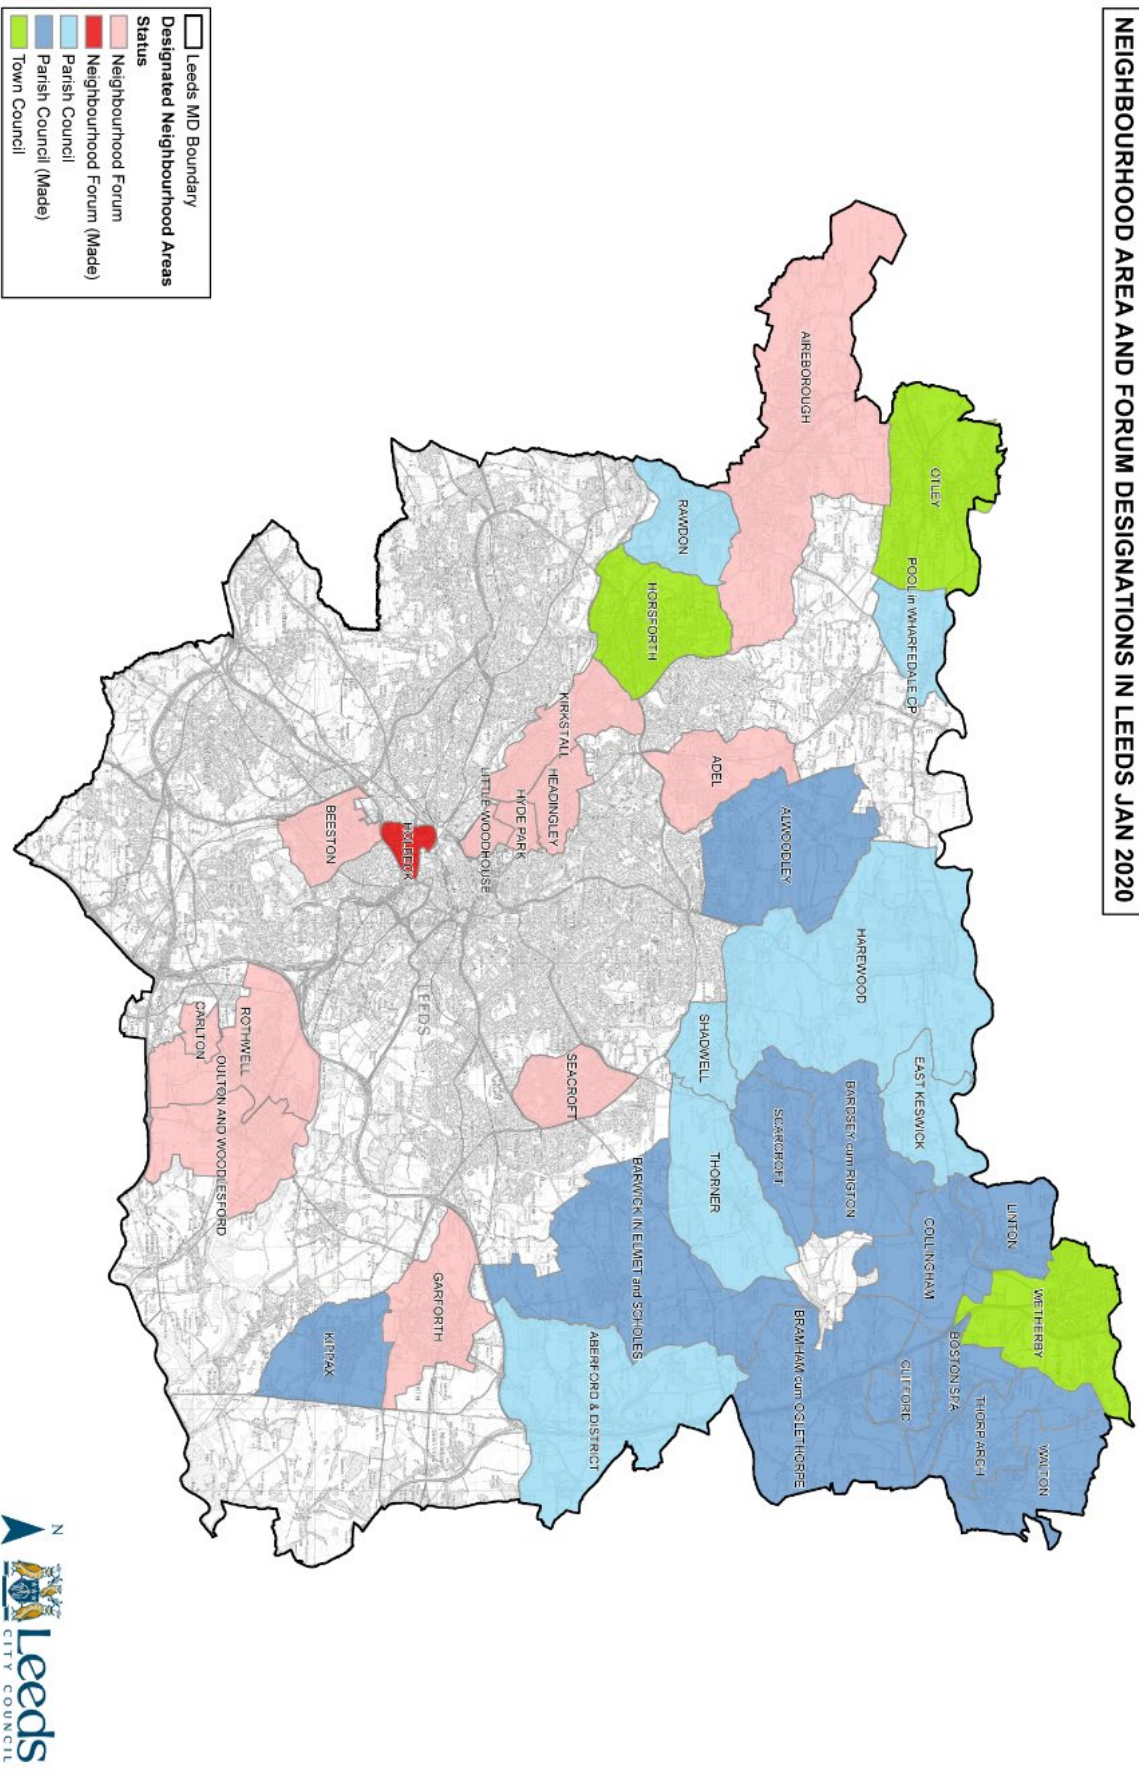 NEIGHBOURHOOD AREA AND FORUM DESIGNATIONS IN LEEDS JAN 2020
OTLEY
POOL in WHARFEDALE CP
AIREBOROUGH
RAWDON
HORSFORTH
KIRKSTALL
HEADINGLEY
HYDE PARK
LITTLE WOODHOUSE
ADEL
ALWOODLEY
HAREWOOD
EAST KESWICK
SHADWELL
SCARCROFT
BARDSEY cum RIGTON
THORNER
LINTON
COLLINGHAM
WETHERBY
BOSTON SPA
CLIFFORD
THORP ARCH
WALTON
BRAMHAM cum OGLETHORPE
BARWICK IN ELMET and SCHOLES
ABERFORD & DISTRICT
SEACROFT
LEEDS
HOLBECK
BEESTON
ROTHWELL
CARLTON
OULTON AND WOODLESFORD
GARFORTH
KIPPAX
Leeds MD Boundary
Designated Neighbourhood Areas
Status
Neighbourhood Forum
Neighbourhood Forum (Made)
Parish Council
Parish Council (Made)
Town Council
N
Leeds
CITY COUNCIL